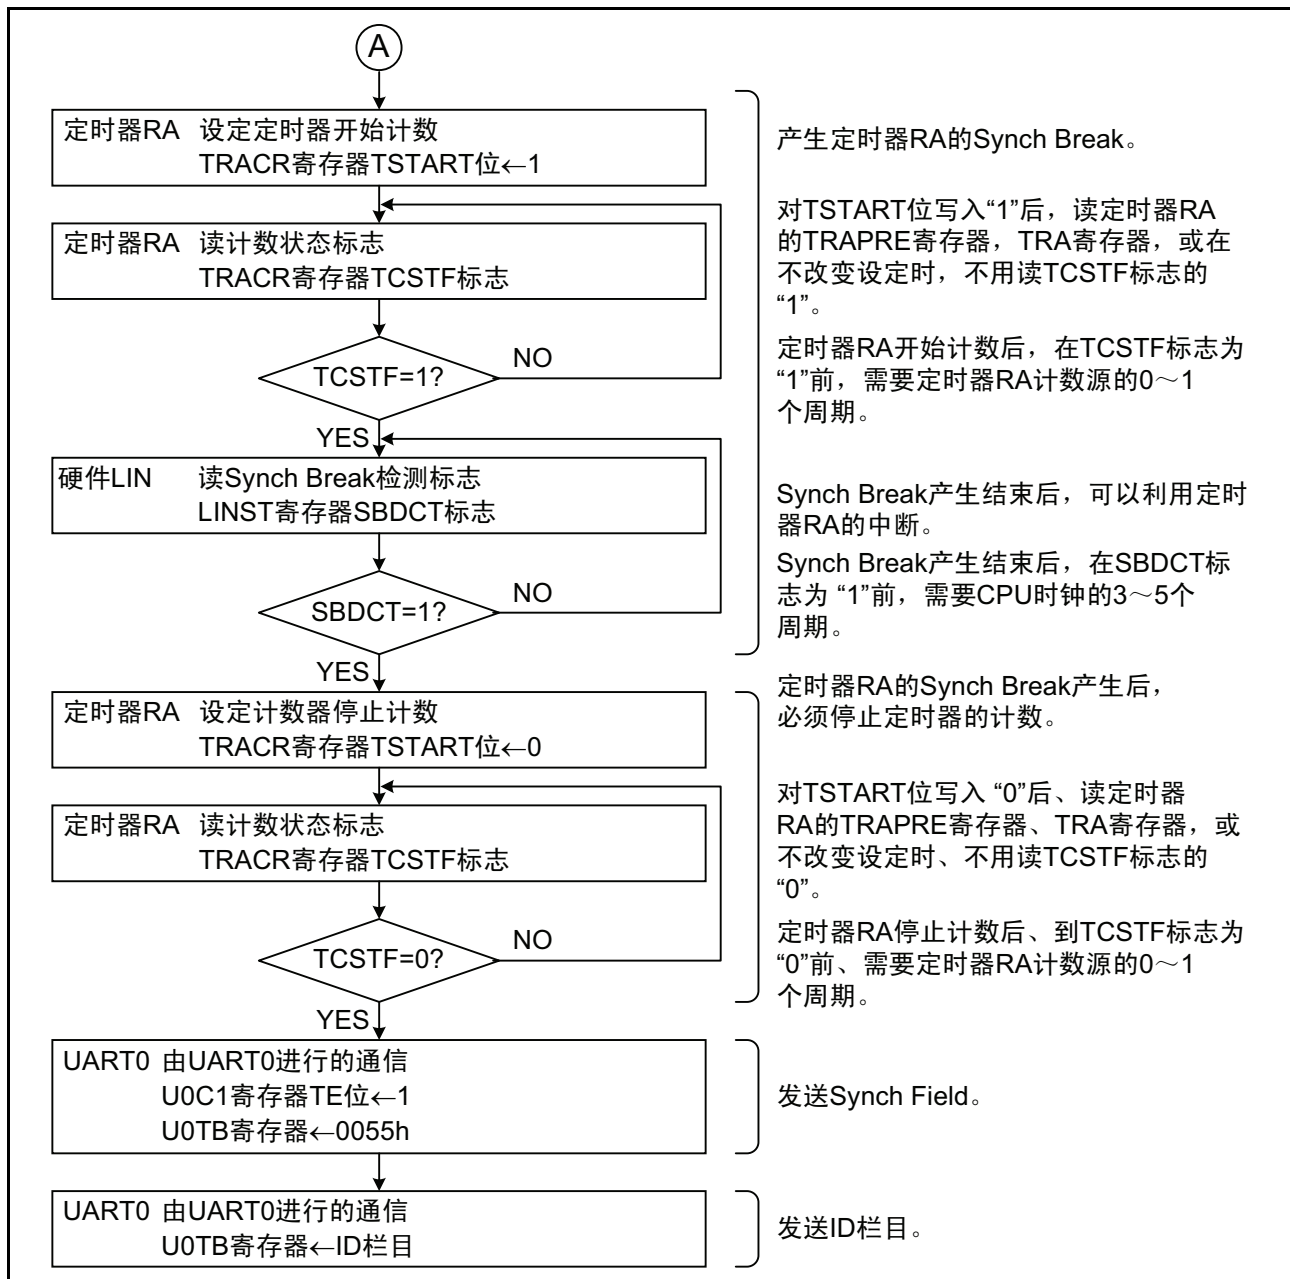 A
定时器RA 设定定时器开始计数
TRACR寄存器TSTART位←1
产生定时器RA的Synch Break。
定时器RA 读计数状态标志
TRACR寄存器TCSTF标志
对TSTART位写入“1”后，读定时器RA
的TRAPRE寄存器，TRA寄存器，或在
不改变设定时，不用读TCSTF标志的
“1”。
TCSTF=1?
NO
YES
定时器RA开始计数后，在TCSTF标志为
“1”前，需要定时器RA计数源的0～1
个周期。
硬件LIN 读Synch Break检测标志
LINST寄存器SBDCT标志
Synch Break产生结束后，可以利用定时
器RA的中断。
SBDCT=1?
NO
YES
Synch Break产生结束后，在SBDCT标
志为 “1”前，需要CPU时钟的3～5个
周期。
定时器RA 设定计数器停止计数
TRACR寄存器TSTART位←0
定时器RA的Synch Break产生后，
必须停止定时器的计数。
定时器RA 读计数状态标志
TRACR寄存器TCSTF标志
对TSTART位写入 “0”后、读定时器
RA的TRAPRE寄存器、TRA寄存器，或
不改变设定时、不用读TCSTF标志的
“0”。
TCSTF=0?
NO
YES
定时器RA停止计数后、到TCSTF标志为
“0”前、需要定时器RA计数源的0～1
个周期。
UART0 由UART0进行的通信
U0C1寄存器TE位←1
U0TB寄存器←0055h
发送Synch Field。
UART0 由UART0进行的通信
U0TB寄存器←ID栏目
发送ID栏目。